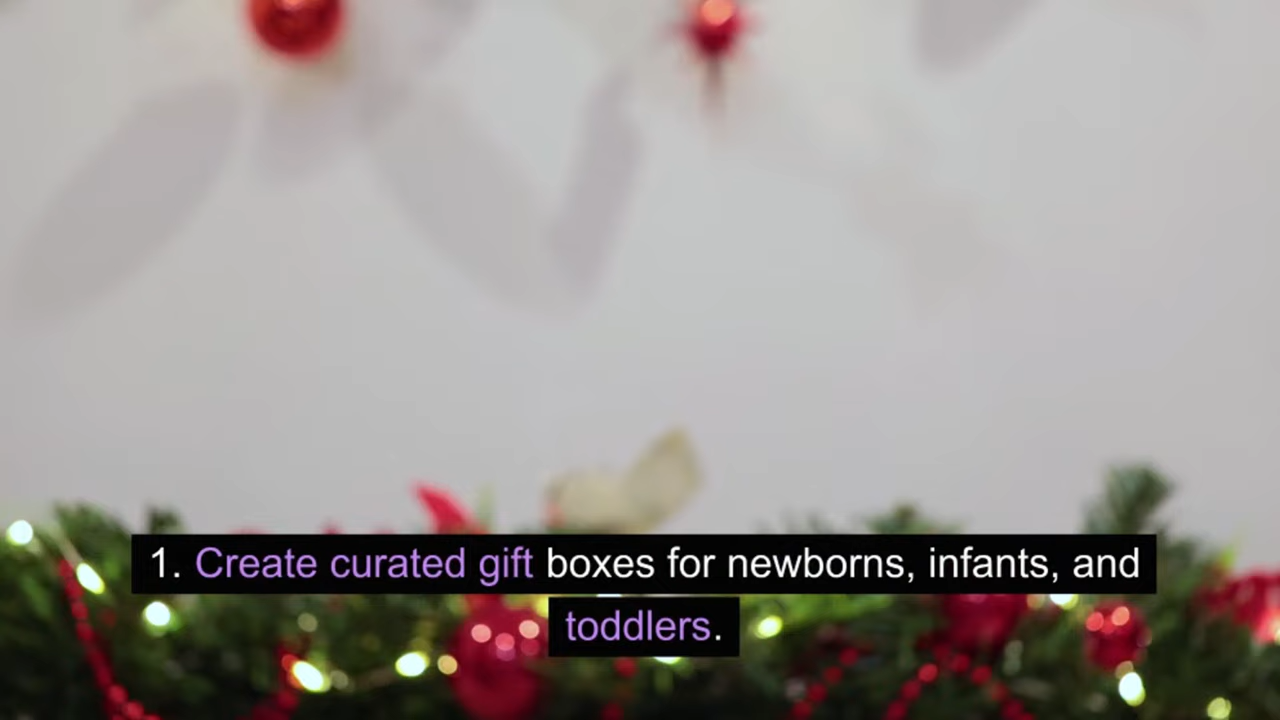 1. Create curated gift boxes for newborns, infants, and
toddlers.